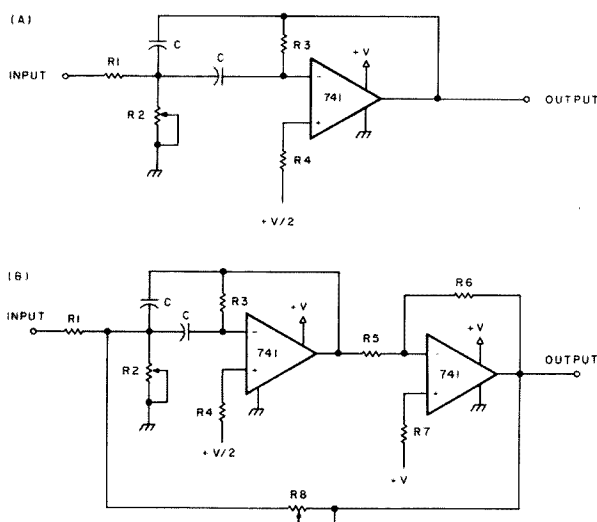 (A)
C
R3
+V
C
INPUT
R1
-
741
OUTPUT
R2
+
R4
+V/2
(B)
R6
C
R3
+V
INPUT
R1
C
-
R5
+V
741
-
OUTPUT
R2
+
741
R4
+
+V/2
R7
+V
R8